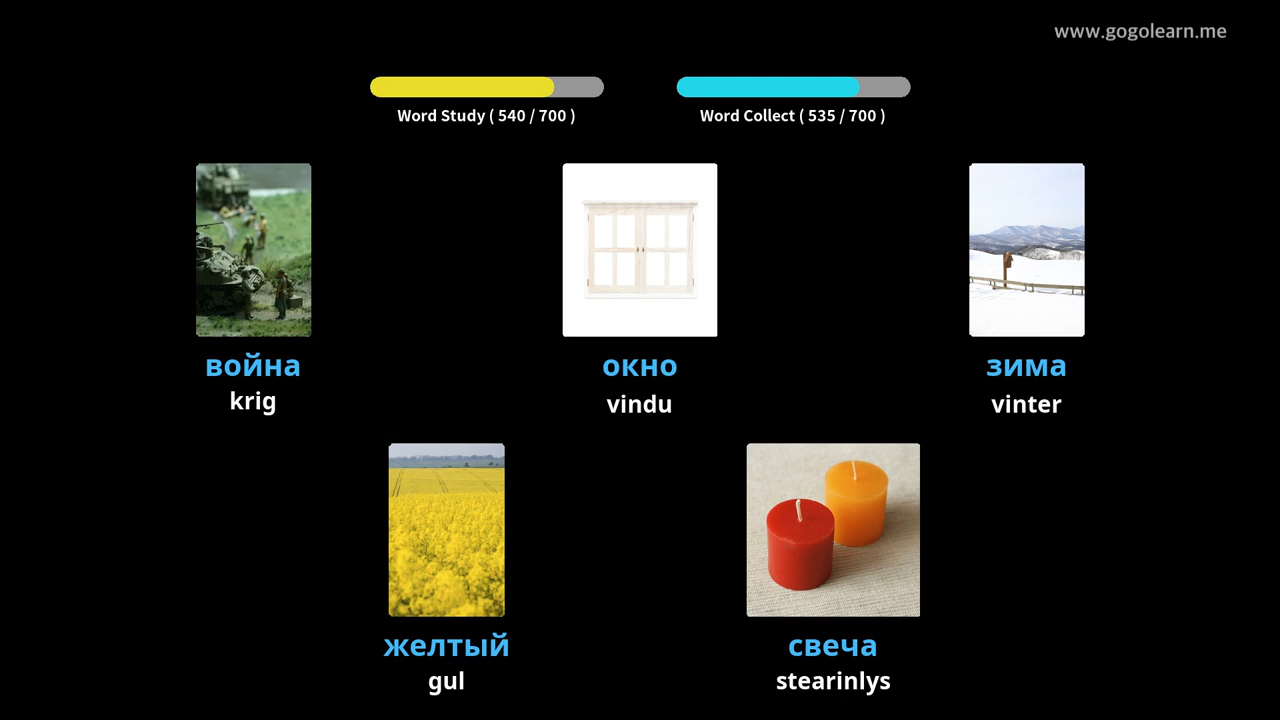 www.gogolearn.me
Word Study ( 540 / 700 )
Word Collect ( 535 / 700 )
война
krig
окно
vindu
зима
vinter
желтый
gul
свеча
stearinlys